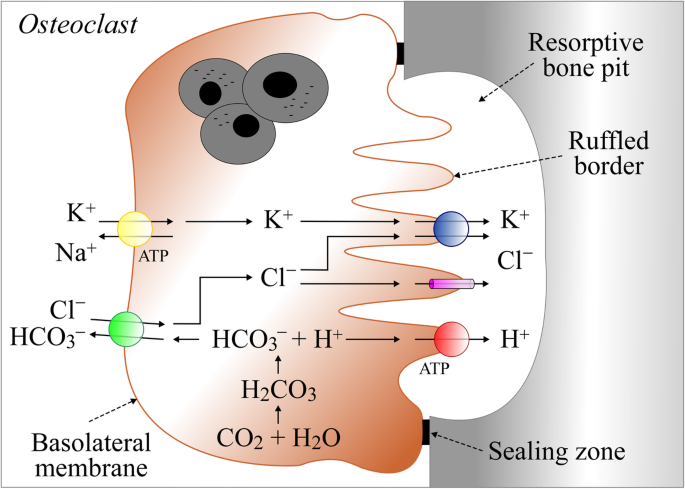 Osteoclast
Resorptive
bone pit
Ruffled
border
K⁺
K⁺
K⁺
Na⁺
ATP
Cl⁻
Cl⁻
Cl⁻
HCO₃⁻
HCO₃⁻ + H⁺
H⁺
ATP
H₂CO₃
CO₂ + H₂O
Basolateral
membrane
Sealing zone